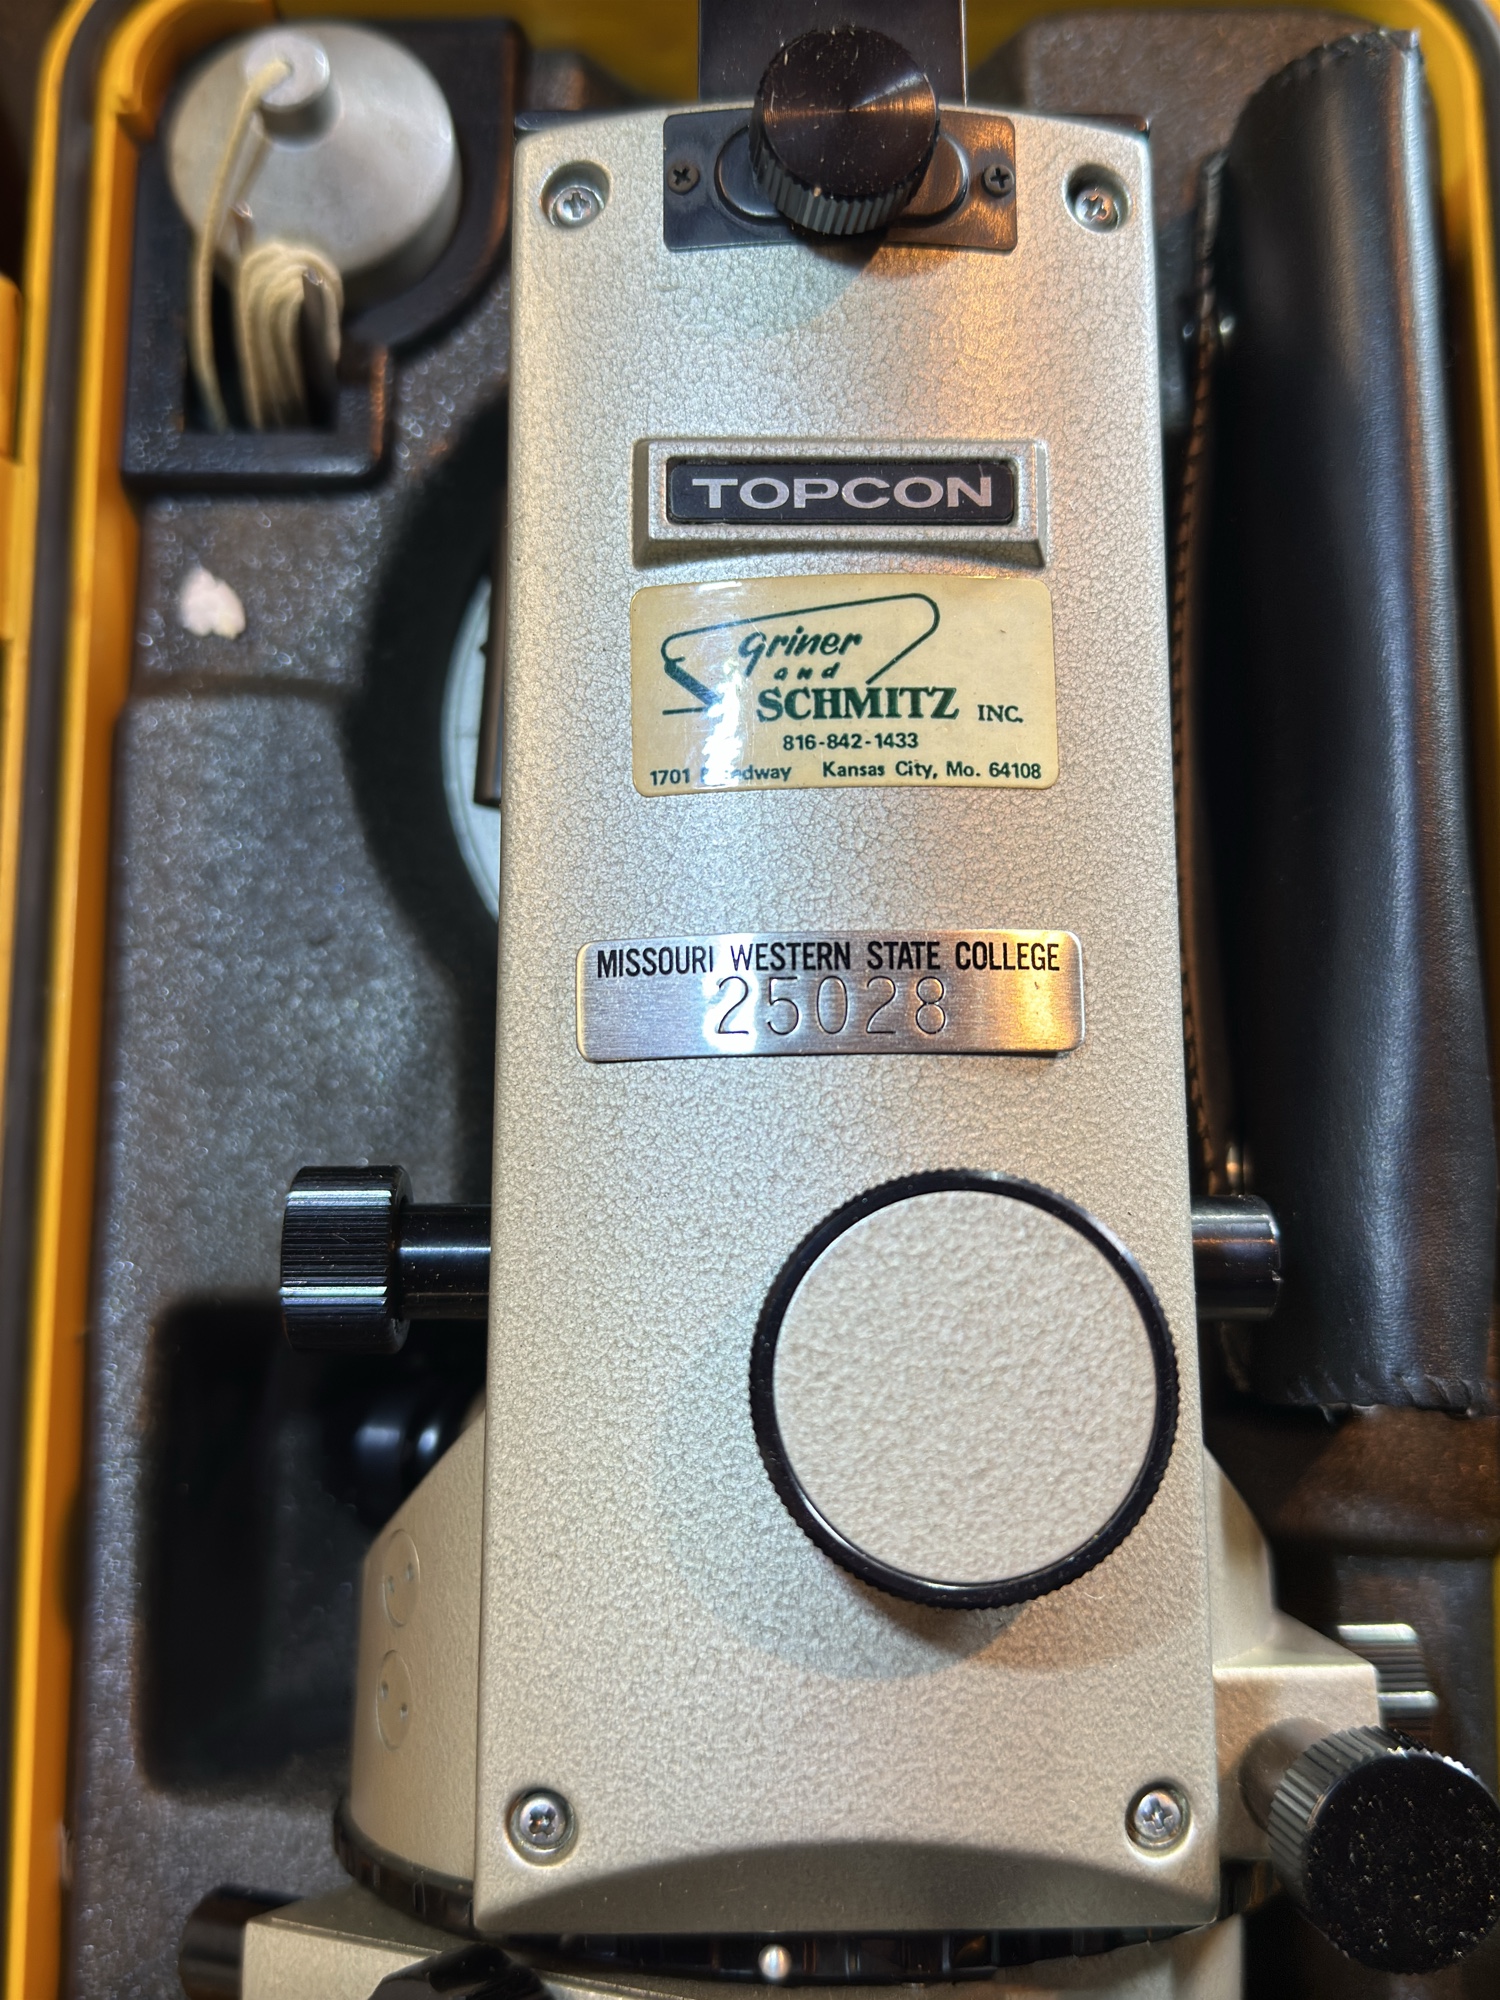 TOPCON
Griner
and
SCHMITZ INC.
816-842-1433
1701 Kansas City, Mo. 64108
MISSOURI WESTERN STATE COLLEGE
25028